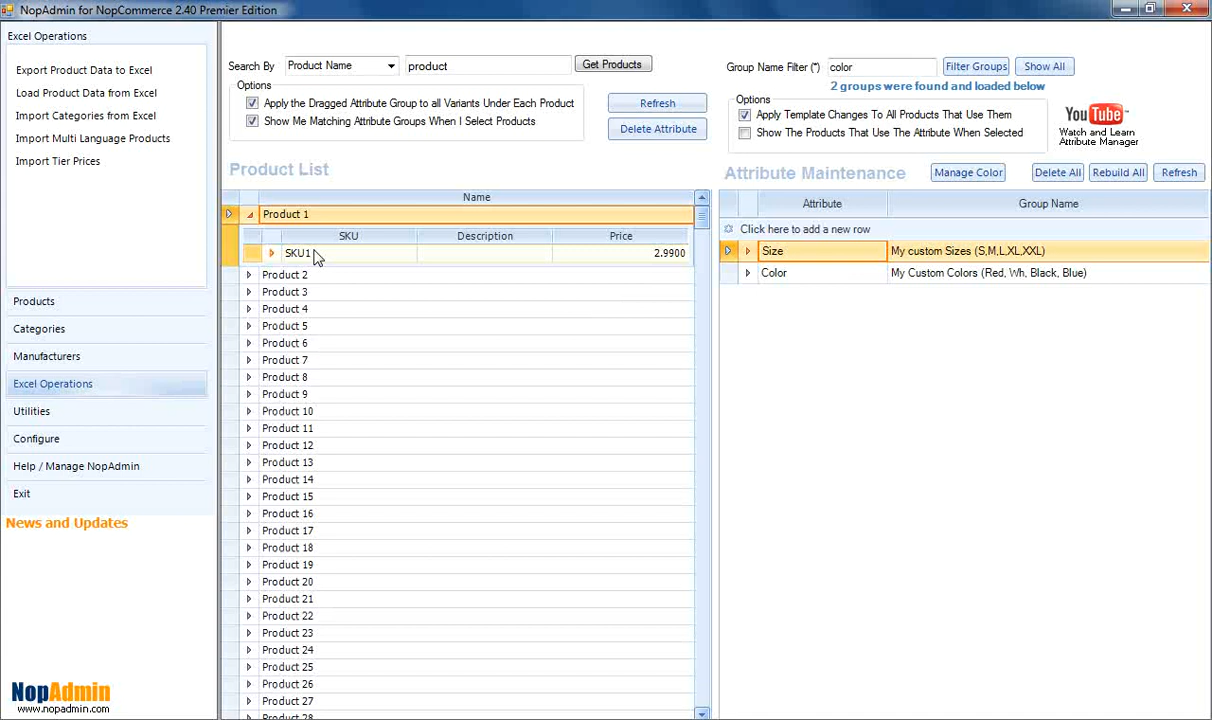 NopAdmin for NopCommerce 2.40 Premier Edition
Excel Operations
Export Product Data to Excel
Load Product Data from Excel
Import Categories from Excel
Import Multi Language Products
Import Tier Prices
Products
Categories
Manufacturers
Excel Operations
Utilities
Configure
Help / Manage NopAdmin
Exit
News and Updates
NopAdmin
www.nopadmin.com
Search By Product Name product Get Products
Options
Apply the Dragged Attribute Group to all Variants Under Each Product
Show Me Matching Attribute Groups When I Select Products
Refresh
Delete Attribute
Product List
Name
Product 1
SKU Description Price
SKU1 2.9900
Product 2
Product 3
Product 4
Product 5
Product 6
Product 7
Product 8
Product 9
Product 10
Product 11
Product 12
Product 13
Product 14
Product 15
Product 16
Product 17
Product 18
Product 19
Product 20
Product 21
Product 22
Product 23
Product 24
Product 25
Product 26
Product 27
Product 28
Group Name Filter (*) color Filter Groups Show All
2 groups were found and loaded below
Options
Apply Template Changes To All Products That Use Them
Show The Products That Use The Attribute When Selected
YouTube
Watch and Learn
Attribute Manager
Attribute Maintenance Manage Color Delete All Rebuild All Refresh
Attribute Group Name
Click here to add a new row
Size My custom Sizes (S,M,L,XL,XXL)
Color My Custom Colors (Red, Wh, Black, Blue)